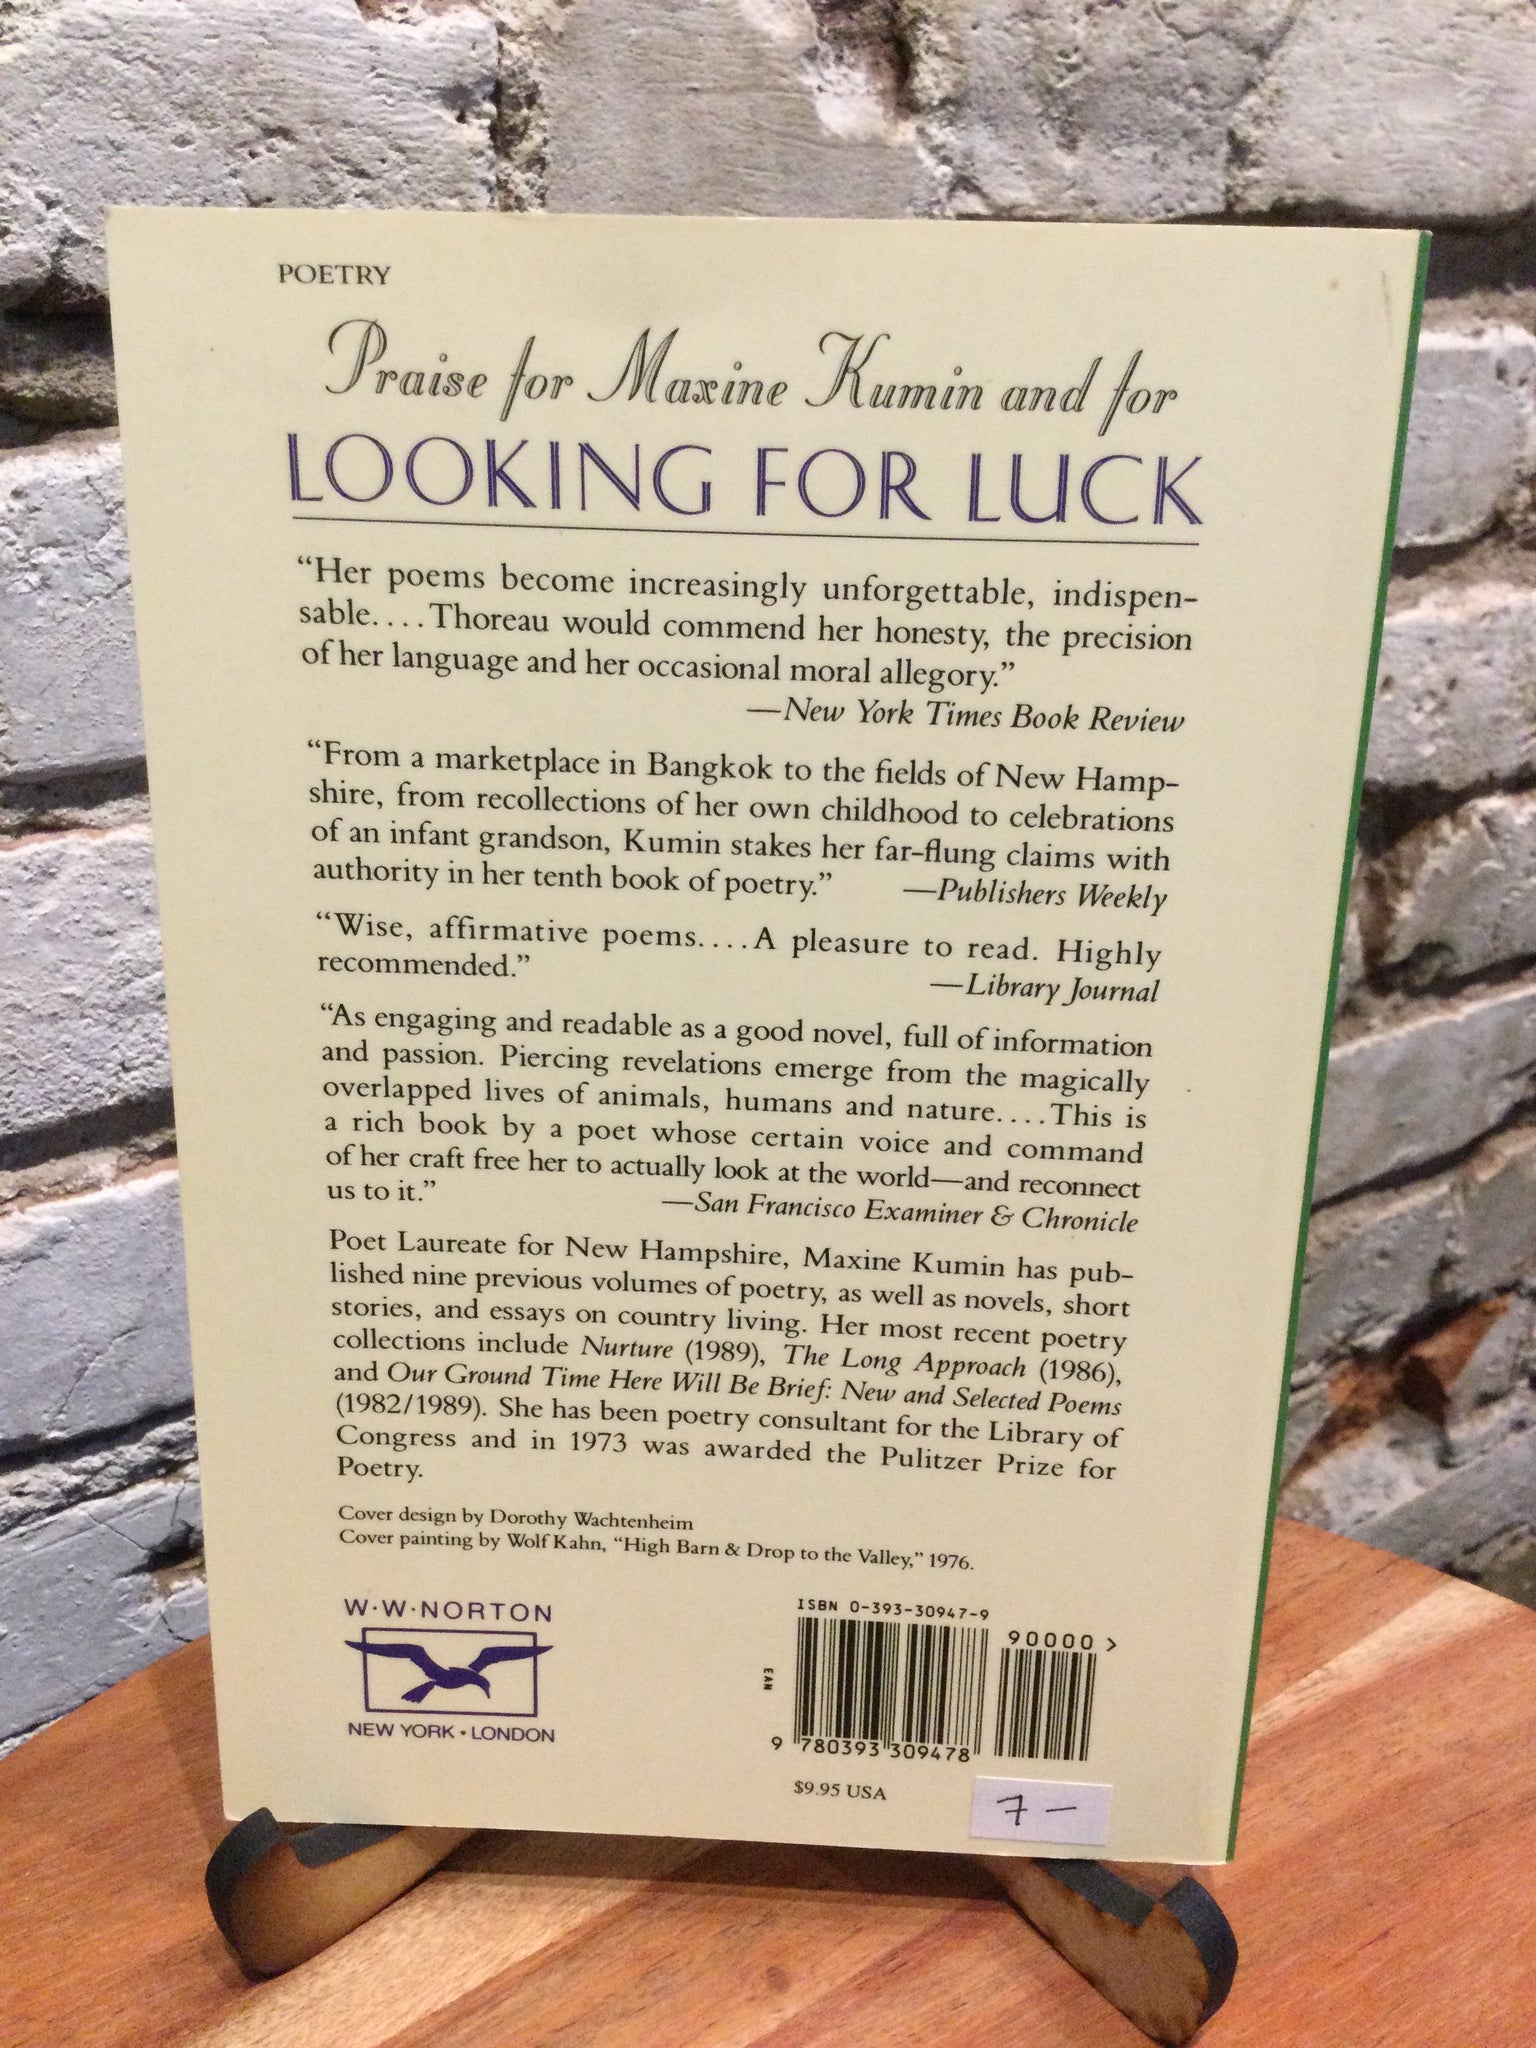 POETRY
Praise for Maxine Kumin and for
LOOKING FOR LUCK
“Her poems become increasingly unforgettable, indispen-
sable....Thoreau would commend her honesty, the precision
of her language and her occasional moral allegory.”
—New York Times Book Review
“From a marketplace in Bangkok to the fields of New Hamp-
shire, from recollections of her own childhood to celebrations
of an infant grandson, Kumin stakes her far-flung claims with
authority in her tenth book of poetry.” —Publishers Weekly
“Wise, affirmative poems....A pleasure to read. Highly
recommended.” —Library Journal
“As engaging and readable as a good novel, full of information
and passion. Piercing revelations emerge from the magically
overlapped lives of animals, humans and nature....This is
a rich book by a poet whose certain voice and command
of her craft free her to actually look at the world—and reconnect
us to it.” —San Francisco Examiner & Chronicle
Poet Laureate for New Hampshire, Maxine Kumin has pub-
lished nine previous volumes of poetry, as well as novels, short
stories, and essays on country living. Her most recent poetry
collections include Nurture (1989), The Long Approach (1986),
and Our Ground Time Here Will Be Brief: New and Selected Poems
(1982/1989). She has been poetry consultant for the Library of
Congress and in 1973 was awarded the Pulitzer Prize for
Poetry.
Cover design by Dorothy Wachtenheim
Cover painting by Wolf Kahn, “High Barn & Drop to the Valley,” 1976.
W·W·NORTON
NEW YORK • LONDON
ISBN 0-393-30947-9
90000>
EAN
9 780393 309478
$9.95 USA
7—